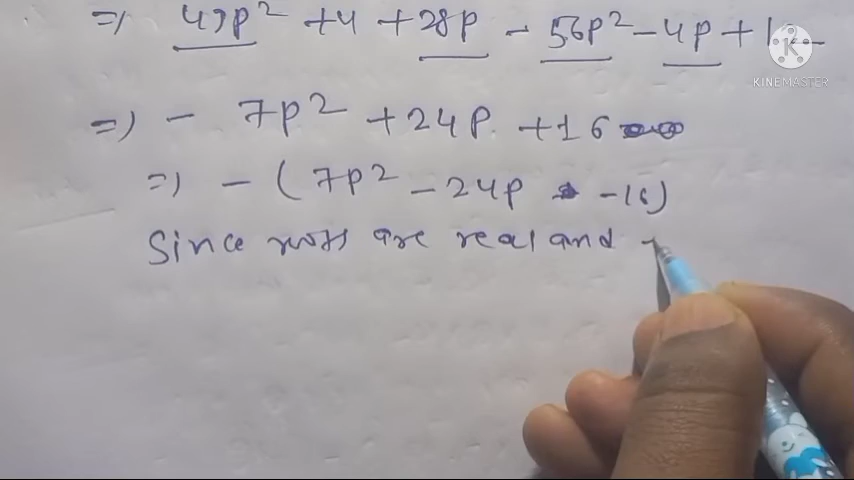 => 49p² + 4 + 28p - 56p² - 4p + 1
KINEMASTER
=> - 7p² + 24p + 16
=> - (7p² - 24p - 16)
Since roots are real and